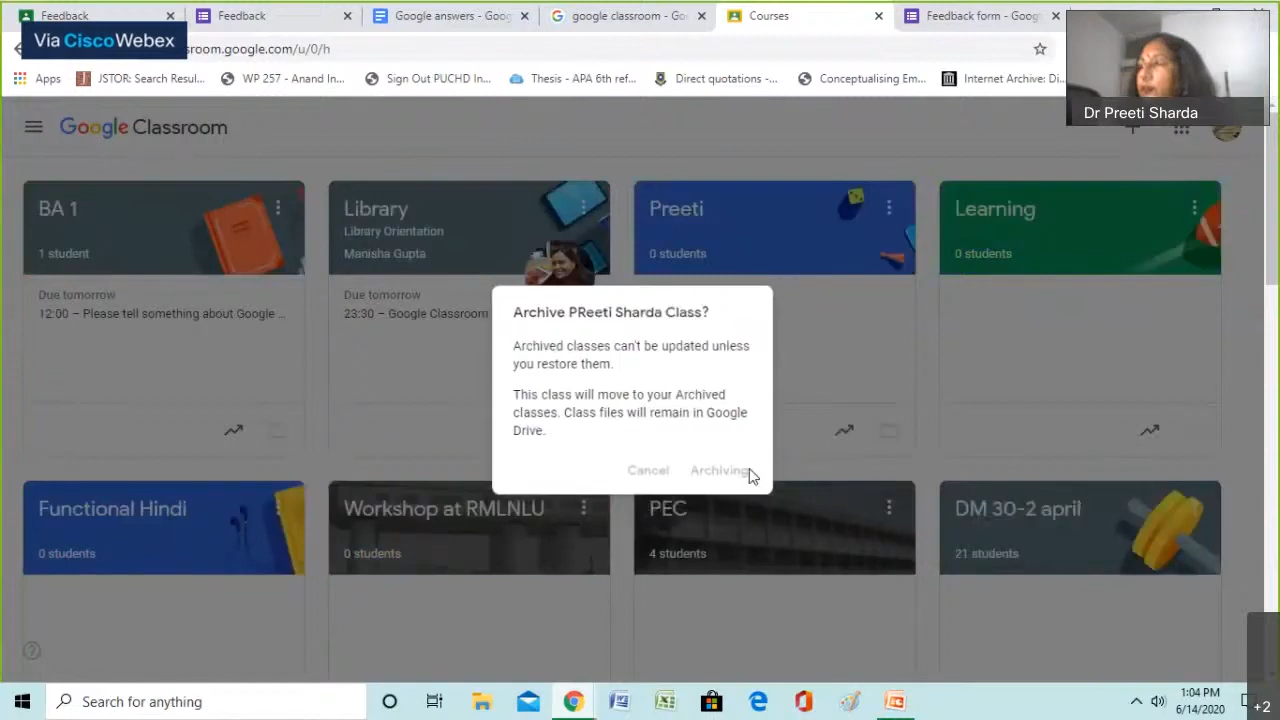 Feedback
Feedback
Google answers -
google classroom - Go
Courses
Feedback form - Goog
Via CiscoWebex
sroom.google.com/u/0/h
Apps
JSTOR: Search Resul...
WP 257 - Anand In...
Sign Out PUCHD In...
Thesis - APA 6th ref...
Direct quotations -...
Conceptualising Em...
Internet Archive: Di
Dr Preeti Sharda
Google Classroom
BA 1
1 student
Due tomorrow
12:00 – Please tell something about Google ...
Library
Library Orientation
Manisha Gupta
Due tomorrow
23:30 – Google Classroom
Preeti
0 students
Learning
0 students
Archive PReeti Sharda Class?
Archived classes can't be updated unless
you restore them.
This class will move to your Archived
classes. Class files will remain in Google
Drive.
Cancel
Archiving
Functional Hindi
0 students
Workshop at RMLNLU
0 students
PEC
4 students
DM 30-2 april
21 students
Search for anything
1:04 PM
6/14/2020
+2